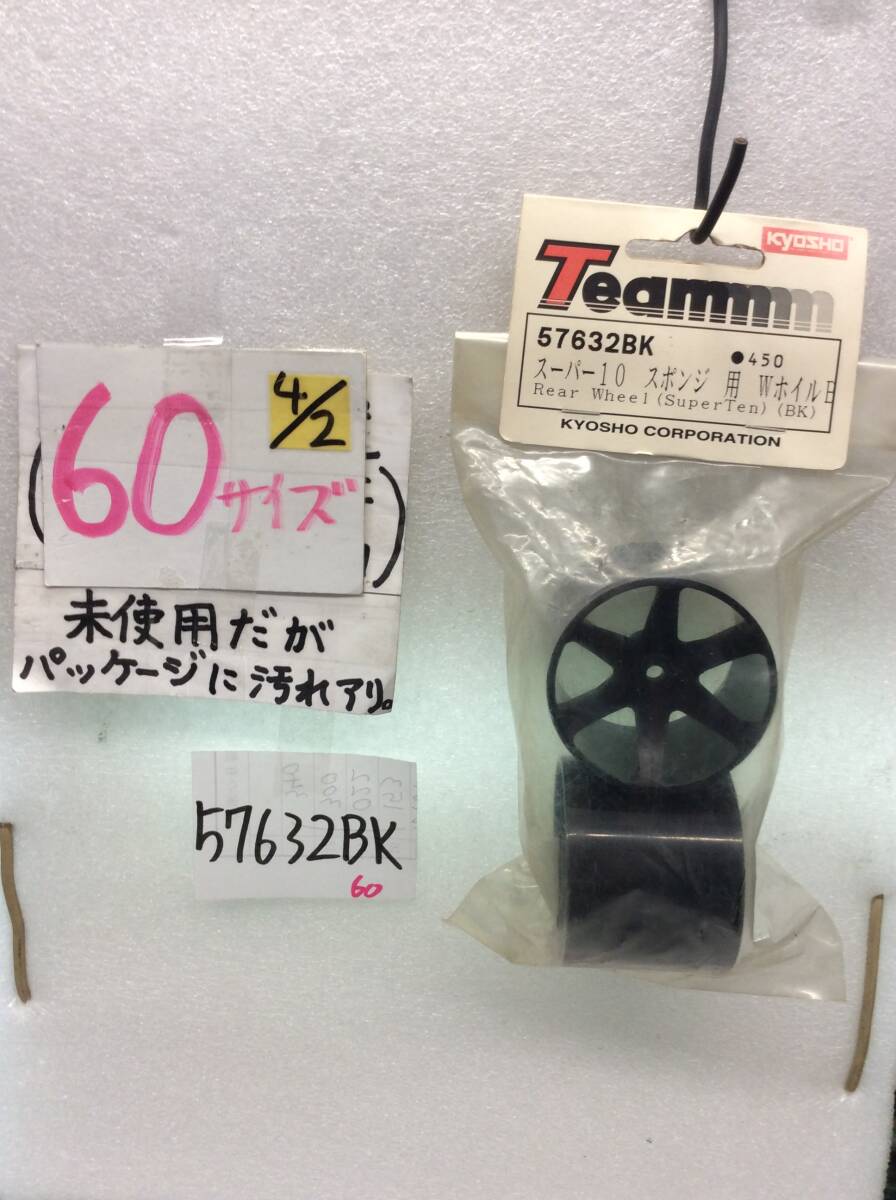 KYOSHO
Teammmm
57632BK
●450
スーパー10 スポンジ 用 WホイルB
Rear Wheel(SuperTen)(BK)
KYOSHO CORPORATION
4/2
60サイズ
未使用だが
パッケージに汚れアリ。
57632BK
60